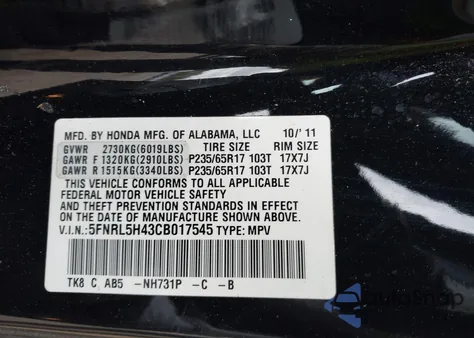 MFD. BY HONDA MFG. OF ALABAMA, LLC 10/'11
GVWR 2730KG(6019LBS) TIRE SIZE RIM SIZE
GAWR F 1320KG(2910LBS) P235/65R17 103T 17X7J
GAWR R 1515KG(3340LBS) P235/65R17 103T 17X7J
THIS VEHICLE CONFORMS TO ALL APPLICABLE
FEDERAL MOTOR VEHICLE SAFETY AND
THEFT PREVENTION STANDARDS IN EFFECT ON
THE DATE OF MANUFACTURE SHOWN ABOVE.
V.I.N: 5FNRL5H43CB017545 TYPE: MPV
TK8 C AB5 -NH731P -C -B
AutoSnap